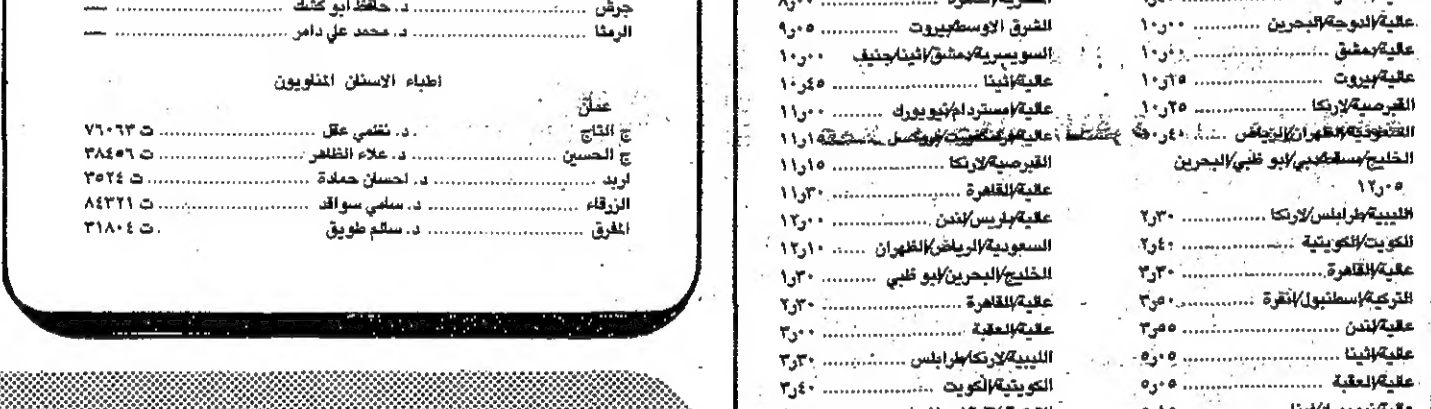 جرش ........ د. حافظ ابو كشك ........ —
الرمثا ........ د. محمد علي دامر ........ —
اطباء الاسنان المناوبون
عمان
ج التاج ........ د. نظمي عقل ........ ت ٧٦٠٦٣
ج الحسين ........ د. علاء الظاهر ........ ت ٣٨٤٥٦
اربد ........ د. احسان حمادة ........ ت ٣٥٢٤
الزرقاء ........ د. سامي سواقد ........ ت ٨٤٣٢١
المفرق ........ د. سالم طويق ت ٣١٨٠٤
عالية/الدوحة/البحرين ........ ١٠٫٠٠
عالية/دمشق ........
عالية/بيروت ........
القبرصية/لارنكا ........ ١٠٫٢٥
الخليج/مسقط/دبي/ابو ظبي/البحرين
١٢٫٠٥
الليبية/طرابلس/لارنكا ........ ٢٫٣٠
الكويت/الكويتية ........ ٢٫٤٠
عالية/القاهرة ........ ٣٫٣٠
التركية/اسطنبول/انقرة ........ ٣٫٥٠
عالية/لندن ........ ٣٫٥٥
عالية/اثينا ........ ٥٫٠٥
عالية/العقبة ........ ٥٫٠٥
الشرق الاوسط/بيروت ........ ٩٫٠٥
السويسرية/دمشق/اثينا/جنيف ١٠٫٠٠
عالية/اثينا ........ ١٠٫٤٥
عالية/امستردام/نيويورك ........ ١١٫٠٠
القبرصية/لارنكا ........ ١١٫١٥
عالية/القاهرة ........ ١١٫٣٠
عالية/باريس/لندن ........ ١٢٫٠٠
السعودية/الرياض/الظهران ...... ١٢٫١٠
الخليج/البحرين/ابو ظبي ........ ١٫٣٠
عالية/القاهرة ........ ٢٫٣٠
عالية/العقبة ........ ٣٫٠٠
الليبية/لارنكا/طرابلس ........ ٣٫٣٠
الكويتية/الكويت ........ ٣٫٤٠